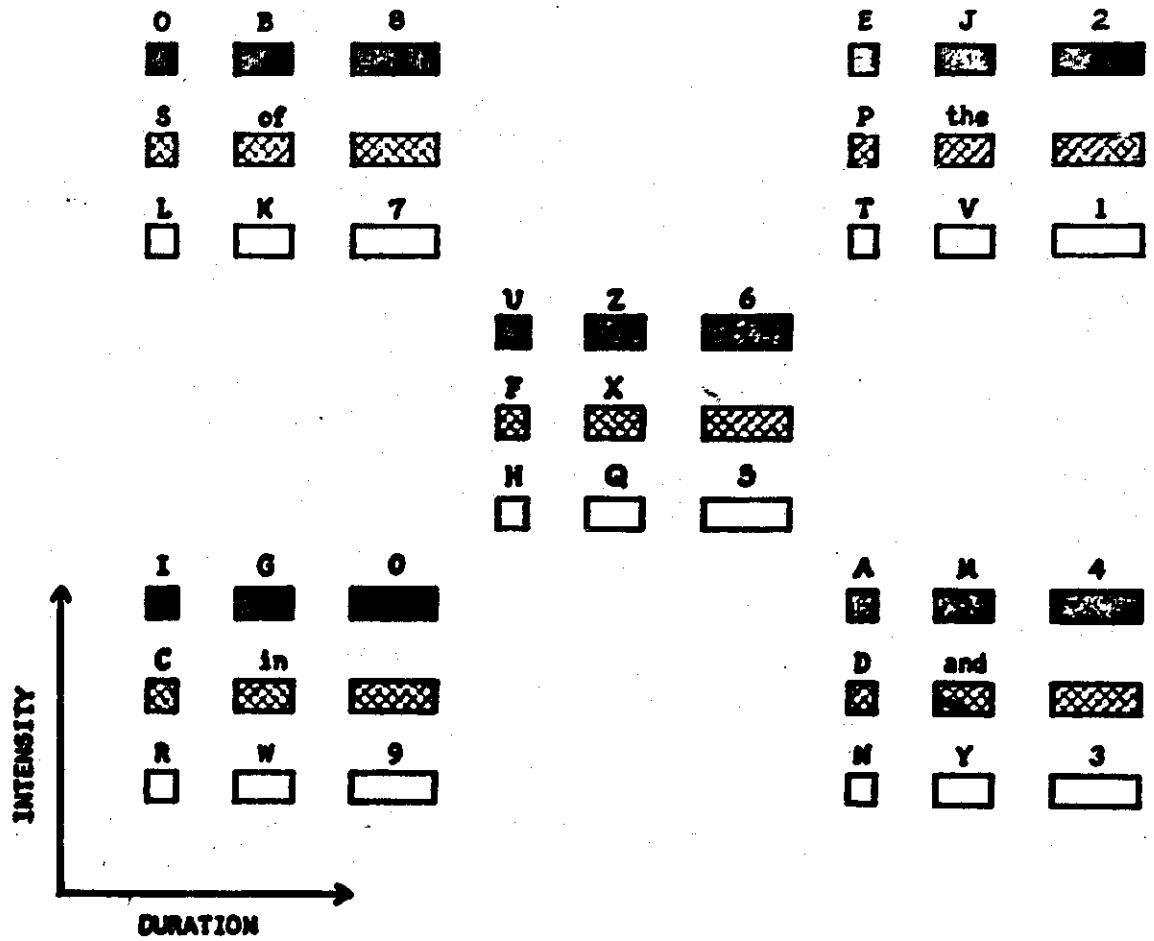 O B 8 E J 2
S of P the
L K 7 T V 1
U Z 6
F X
H Q 5
I G 0 A M 4
C in D and
R W 9 N Y 3
INTENSITY
DURATION